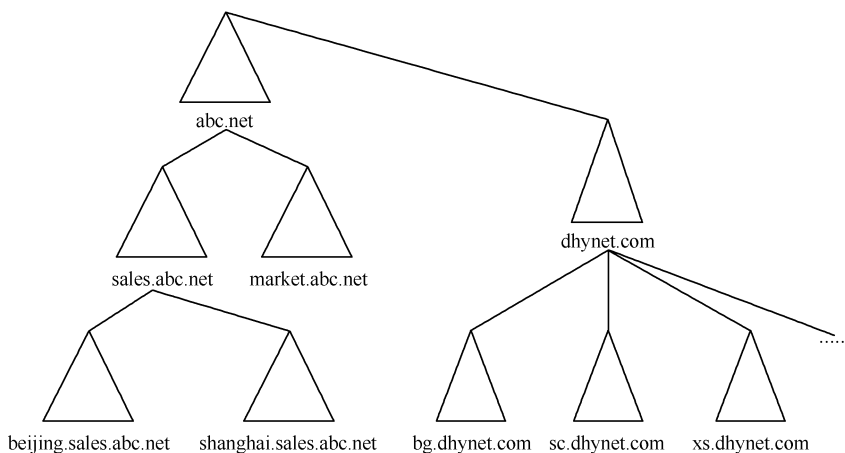 abc.net
dhynet.com
sales.abc.net
market.abc.net
.....
beijing.sales.abc.net
shanghai.sales.abc.net
bg.dhynet.com
sc.dhynet.com
xs.dhynet.com